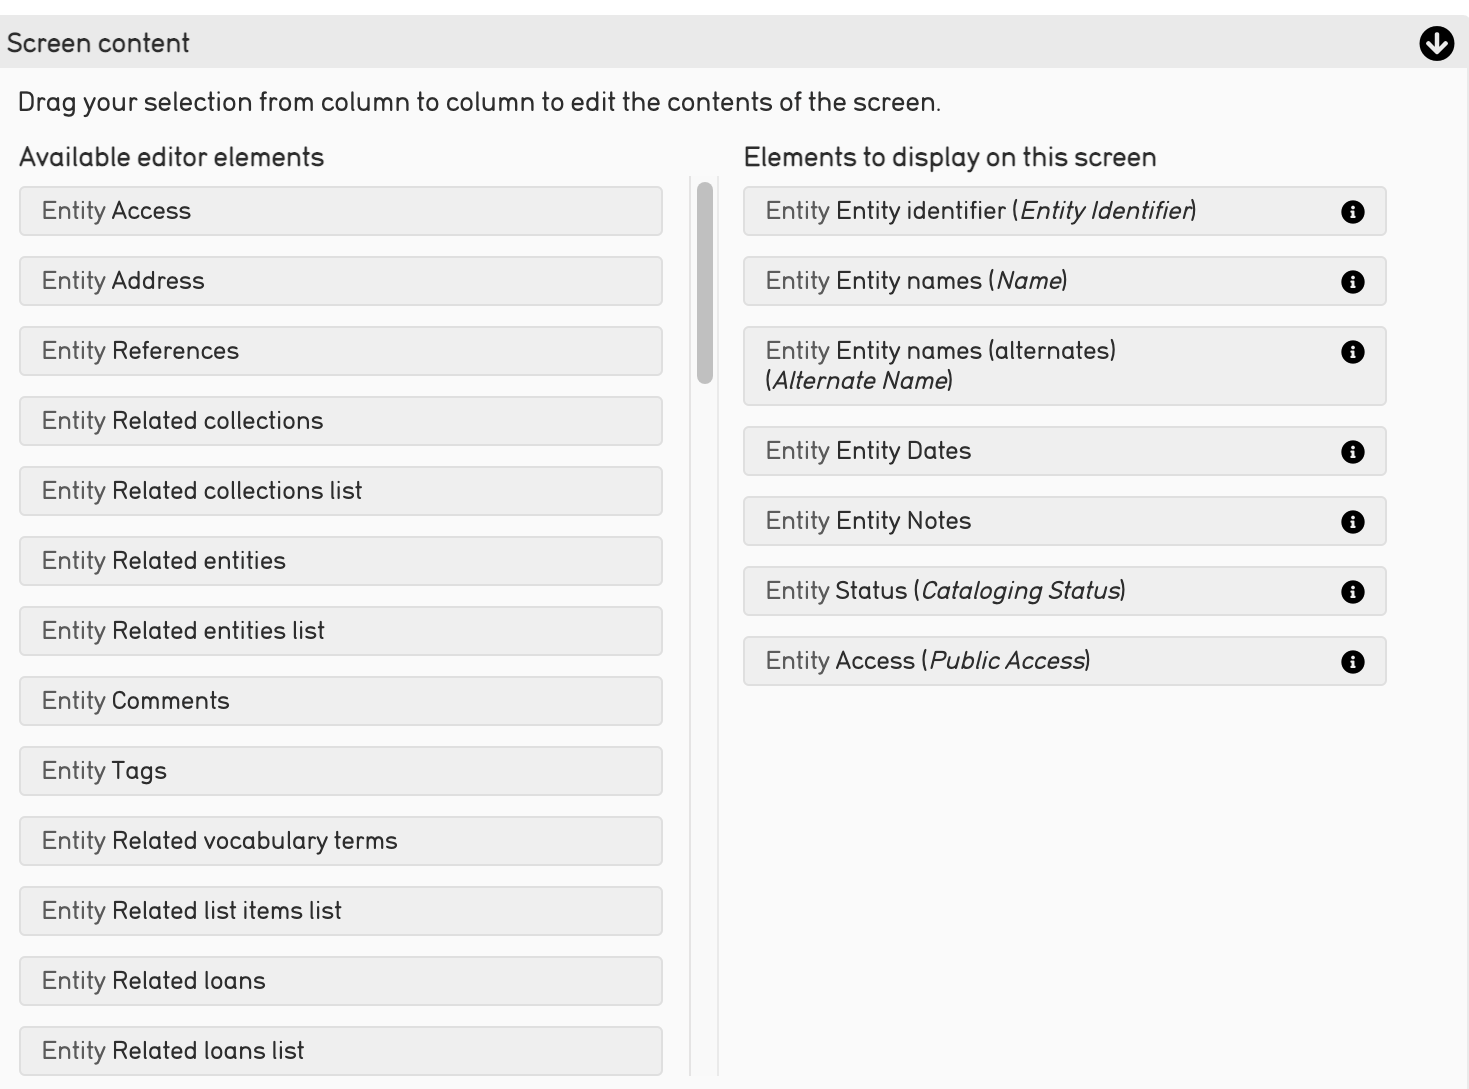 Screen content
Drag your selection from column to column to edit the contents of the screen.
Available editor elements
Entity Access
Entity Address
Entity References
Entity Related collections
Entity Related collections list
Entity Related entities
Entity Related entities list
Entity Comments
Entity Tags
Entity Related vocabulary terms
Entity Related list items list
Entity Related loans
Entity Related loans list
Elements to display on this screen
Entity Entity identifier (Entity Identifier)
Entity Entity names (Name)
Entity Entity names (alternates)
(Alternate Name)
Entity Entity Dates
Entity Entity Notes
Entity Status (Cataloging Status)
Entity Access (Public Access)